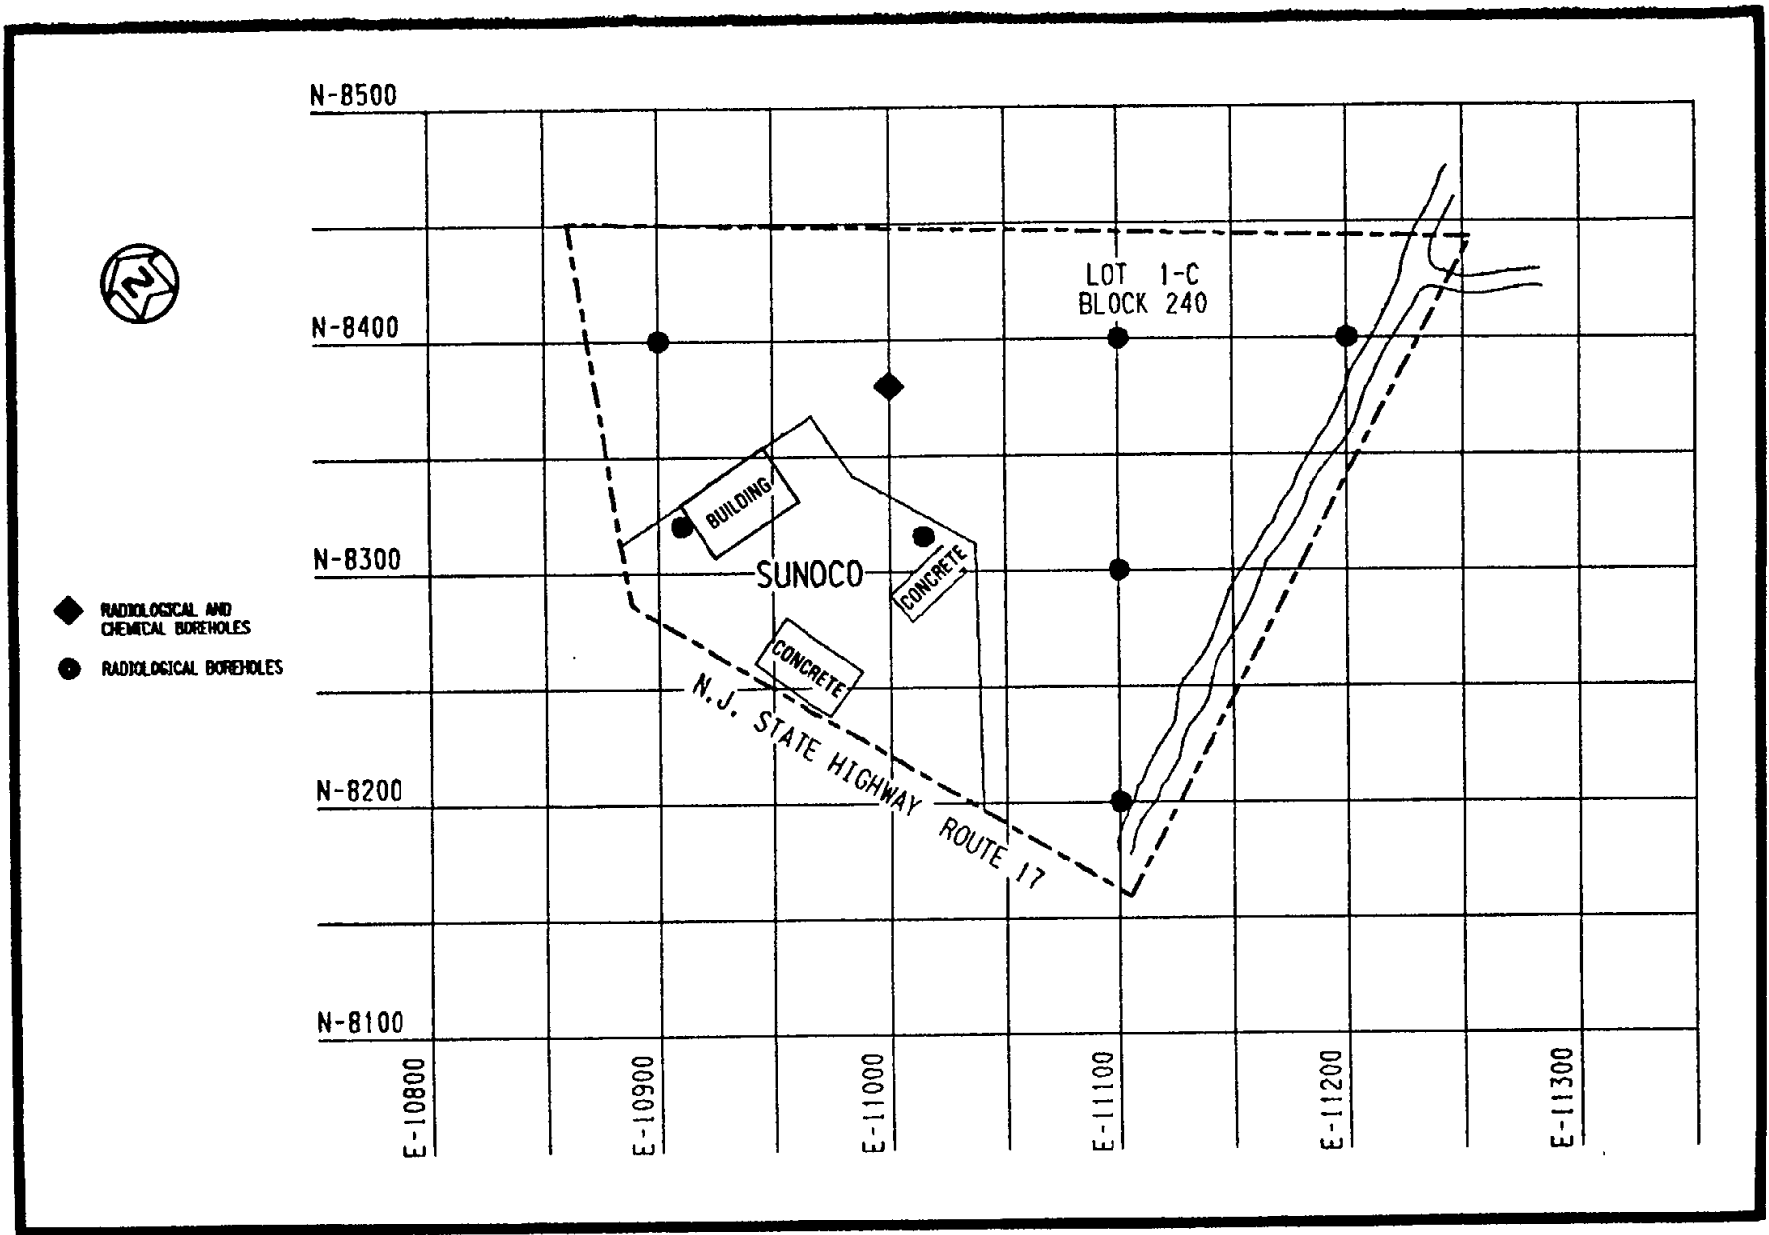 N-8500
N
LOT 1-C
BLOCK 240
N-8400
BUILDING
N-8300
SUNOCO
CONCRETE
RADIOLOGICAL AND
CHEMICAL BOREHOLES
RADIOLOGICAL BOREHOLES
CONCRETE
N.J. STATE HIGHWAY ROUTE 17
N-8200
N-8100
E-10800
E-10900
E-11000
E-11100
E-11200
E-11300